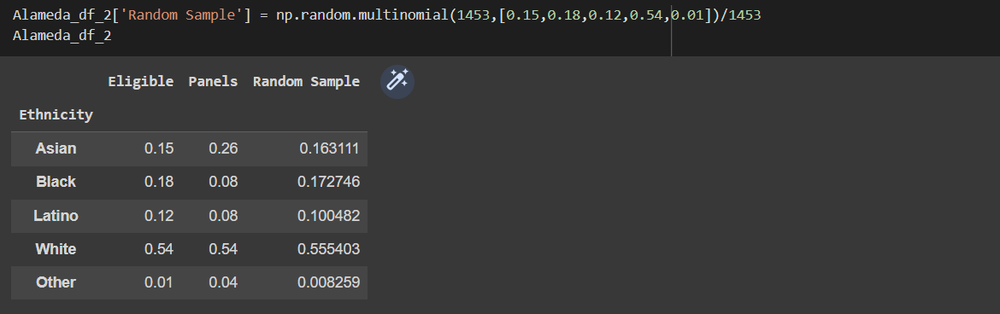 Alameda_df_2['Random Sample'] = np.random.multinomial(1453,[0.15,0.18,0.12,0.54,0.01])/1453
Alameda_df_2
Eligible Panels Random Sample
Ethnicity
Asian 0.15 0.26 0.163111
Black 0.18 0.08 0.172746
Latino 0.12 0.08 0.100482
White 0.54 0.54 0.555403
Other 0.01 0.04 0.008259